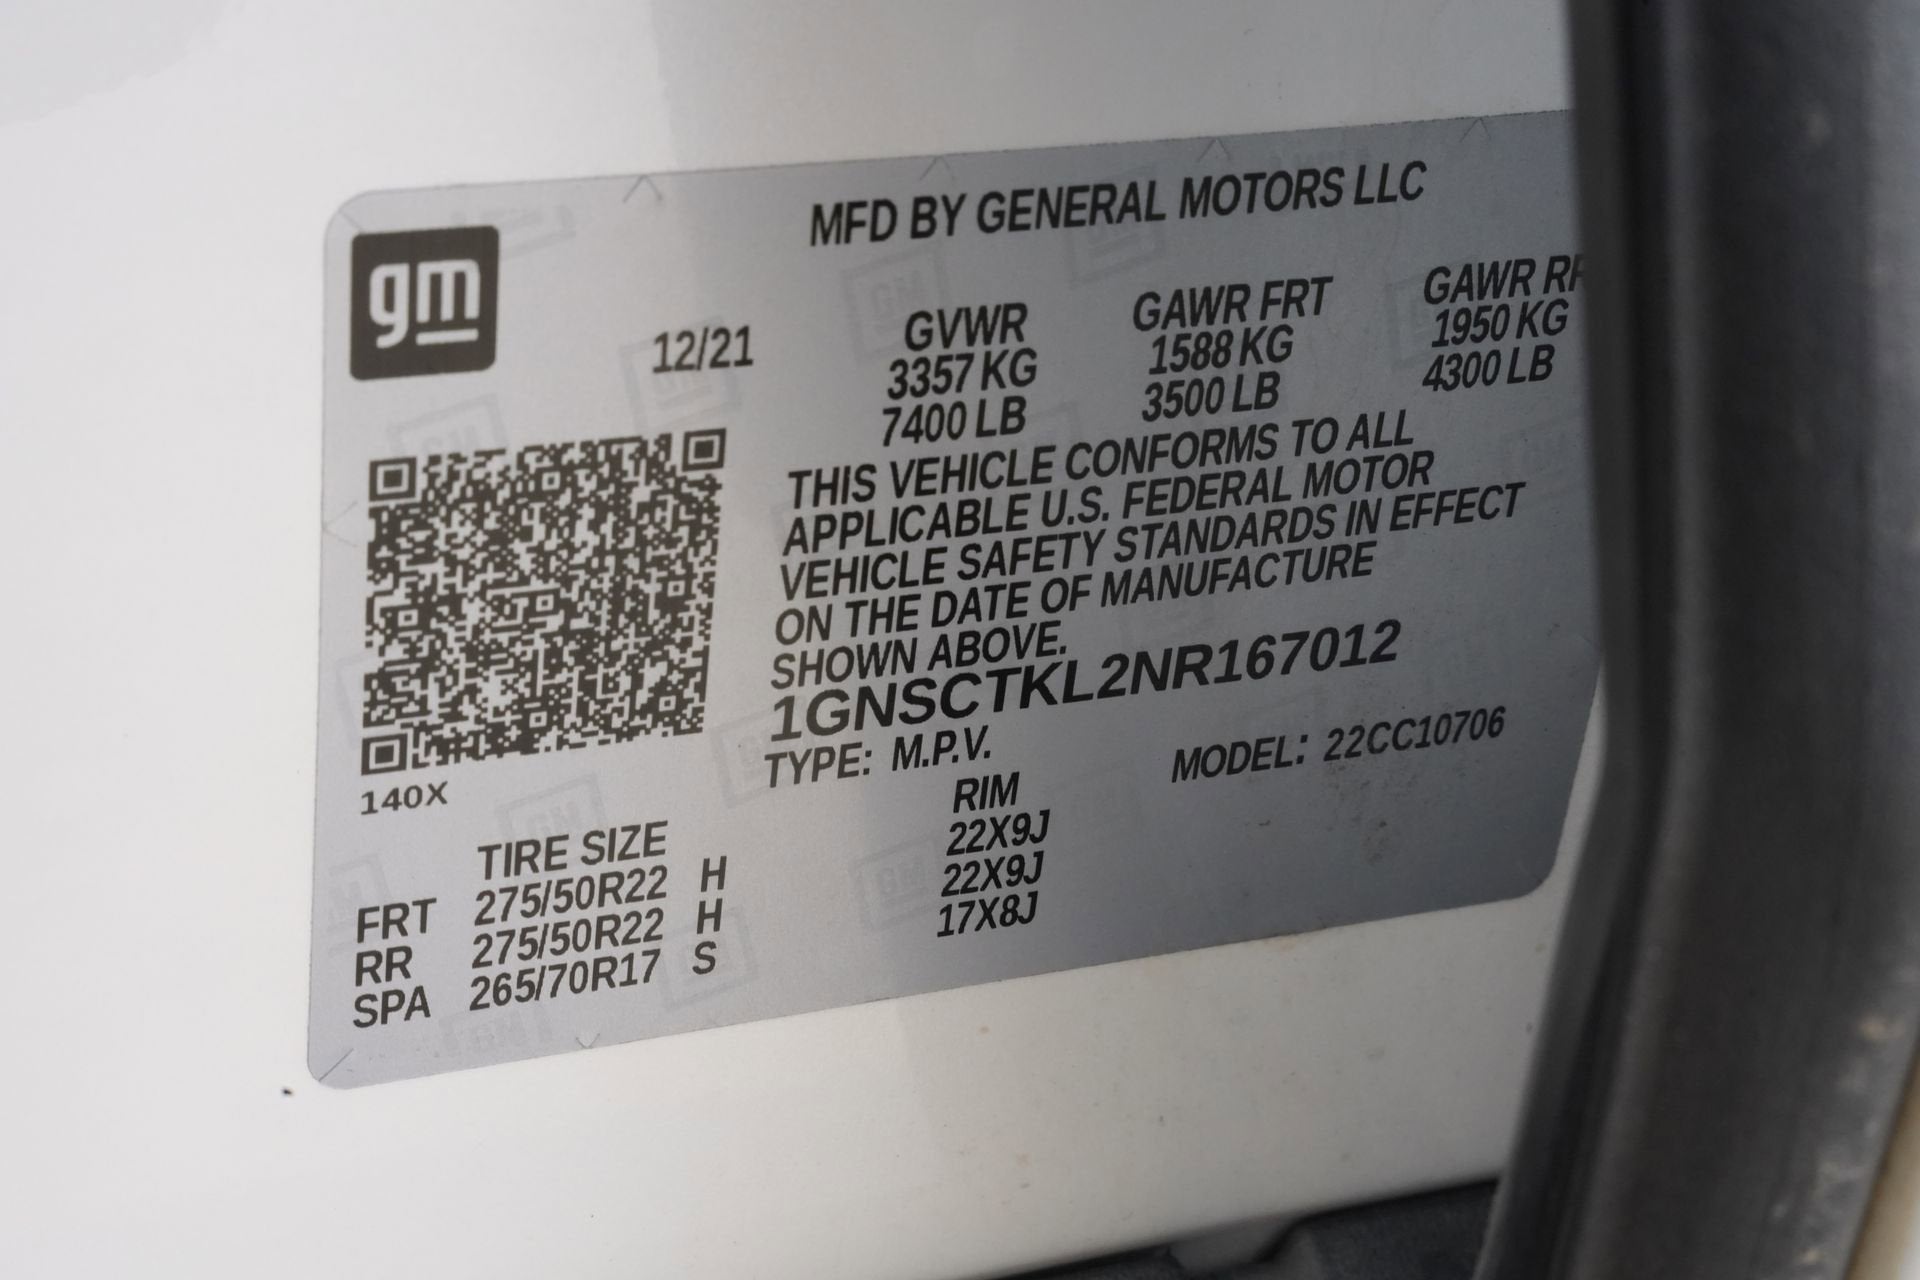 gm
MFD BY GENERAL MOTORS LLC
12/21
GVWR GAWR FRT GAWR RR
3357 KG 1588 KG 1950 KG
7400 LB 3500 LB 4300 LB
THIS VEHICLE CONFORMS TO ALL
APPLICABLE U.S. FEDERAL MOTOR
VEHICLE SAFETY STANDARDS IN EFFECT
ON THE DATE OF MANUFACTURE
SHOWN ABOVE.
1GNSCTKL2NR167012
TYPE: M.P.V. MODEL: 22CC10706
140X
TIRE SIZE RIM
FRT 275/50R22 H 22X9J
RR 275/50R22 H 22X9J
SPA 265/70R17 S 17X8J